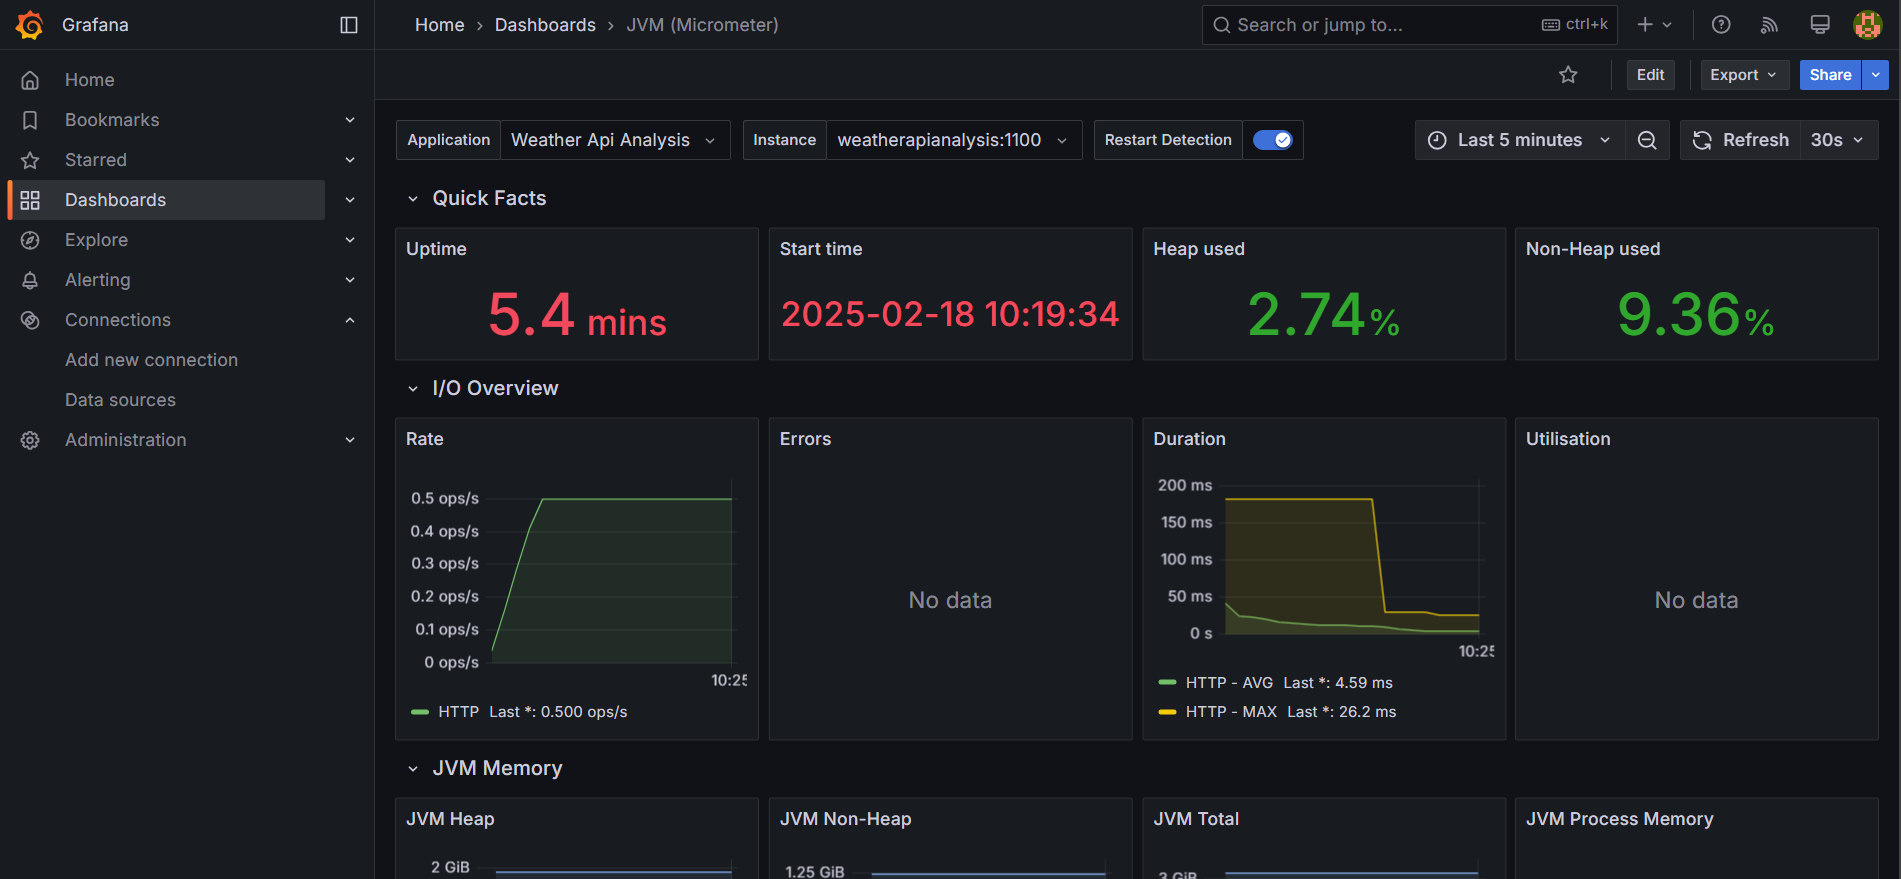 Grafana
Home › Dashboards › JVM (Micrometer)
Search or jump to... ctrl+k
Home
Bookmarks
Starred
Dashboards
Explore
Alerting
Connections
Add new connection
Data sources
Administration
Edit Export Share
Application Weather Api Analysis Instance weatherapianalysis:1100 Restart Detection Last 5 minutes Refresh 30s
Quick Facts
Uptime
5.4 mins
Start time
2025-02-18 10:19:34
Heap used
2.74%
Non-Heap used
9.36%
I/O Overview
Rate
0.5 ops/s
0.4 ops/s
0.3 ops/s
0.2 ops/s
0.1 ops/s
0 ops/s
10:25
HTTP Last *: 0.500 ops/s
Errors
No data
Duration
200 ms
150 ms
100 ms
50 ms
0 s
10:25
HTTP - AVG Last *: 4.59 ms
HTTP - MAX Last *: 26.2 ms
Utilisation
No data
JVM Memory
JVM Heap
2 GiB
JVM Non-Heap
1.25 GiB
JVM Total
3 GiB
JVM Process Memory